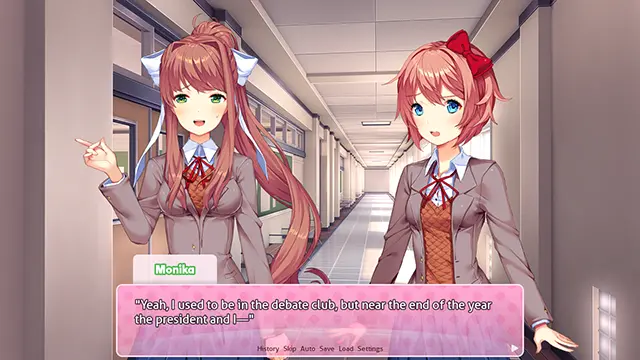 Monika
"Yeah, I used to be in the debate club, but near the end of the year
the president and I—"
History Skip Auto Save Load Settings